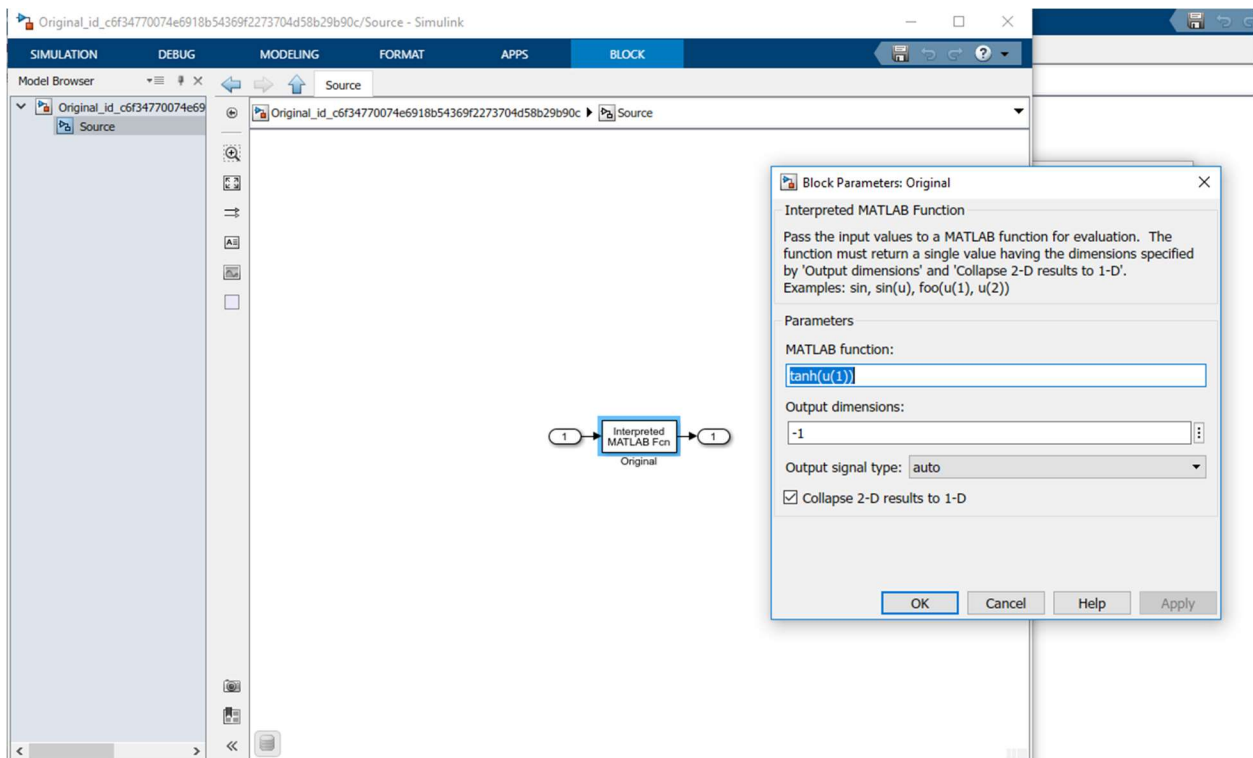 Original_id_c6f34770074e6918b54369f2273704d58b29b90c/Source - Simulink
SIMULATION DEBUG MODELING FORMAT APPS BLOCK
Model Browser
Source
Original_id_c6f34770074e69
Source
Original_id_c6f34770074e6918b54369f2273704d58b29b90c Source
1
Interpreted
MATLAB Fcn
1
Original
Block Parameters: Original
Interpreted MATLAB Function
Pass the input values to a MATLAB function for evaluation. The
function must return a single value having the dimensions specified
by 'Output dimensions' and 'Collapse 2-D results to 1-D'.
Examples: sin, sin(u), foo(u(1), u(2))
Parameters
MATLAB function:
tanh(u(1))
Output dimensions:
-1
Output signal type: auto
Collapse 2-D results to 1-D
OK Cancel Help Apply